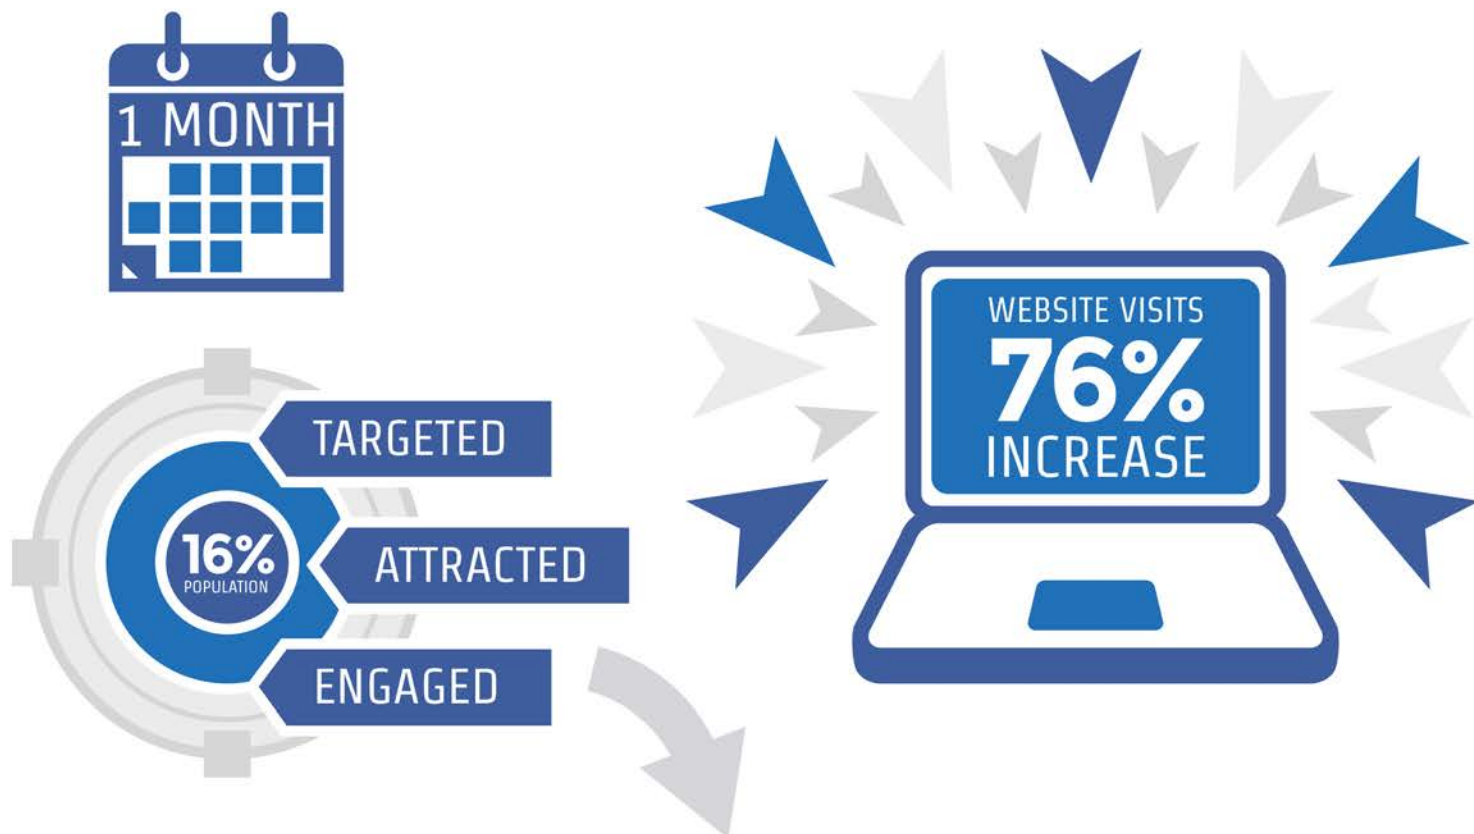 1 MONTH
TARGETED
16%
POPULATION
ATTRACTED
ENGAGED
WEBSITE VISITS
76%
INCREASE